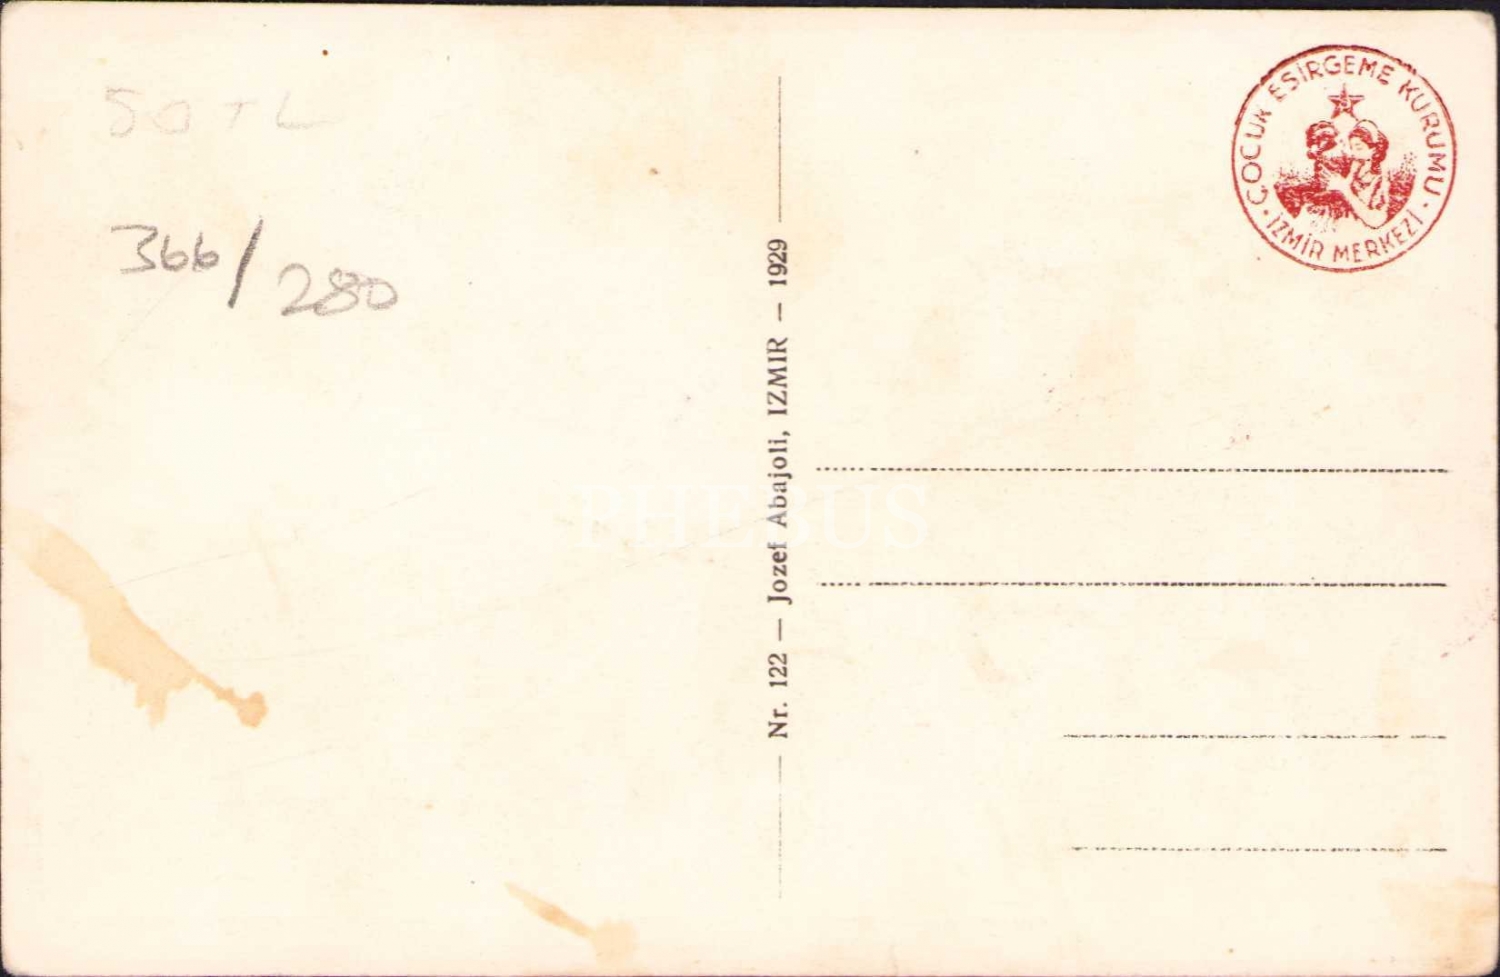 50 TL
366/280
ÇOCUK ESİRGEME KURUMU · İZMİR MERKEZİ ·
Nr. 122 — Jozef Abajoli, IZMIR — 1929
PHEBUS